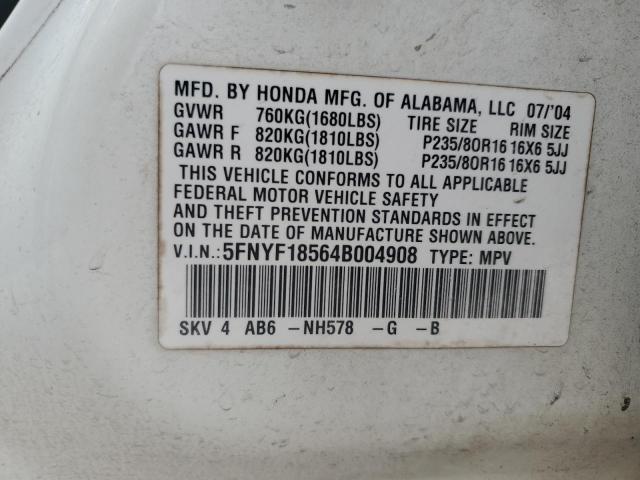 MFD. BY HONDA MFG. OF ALABAMA, LLC 07/'04
GVWR 760KG(1680LBS) TIRE SIZE RIM SIZE
GAWR F 820KG(1810LBS) P235/80R16 16X6 5JJ
GAWR R 820KG(1810LBS) P235/80R16 16X6 5JJ
THIS VEHICLE CONFORMS TO ALL APPLICABLE
FEDERAL MOTOR VEHICLE SAFETY
AND THEFT PREVENTION STANDARDS IN EFFECT
ON THE DATE OF MANUFACTURE SHOWN ABOVE.
V.I.N.:5FNYF18564B004908 TYPE: MPV
SKV 4 AB6 -NH578 -G -B